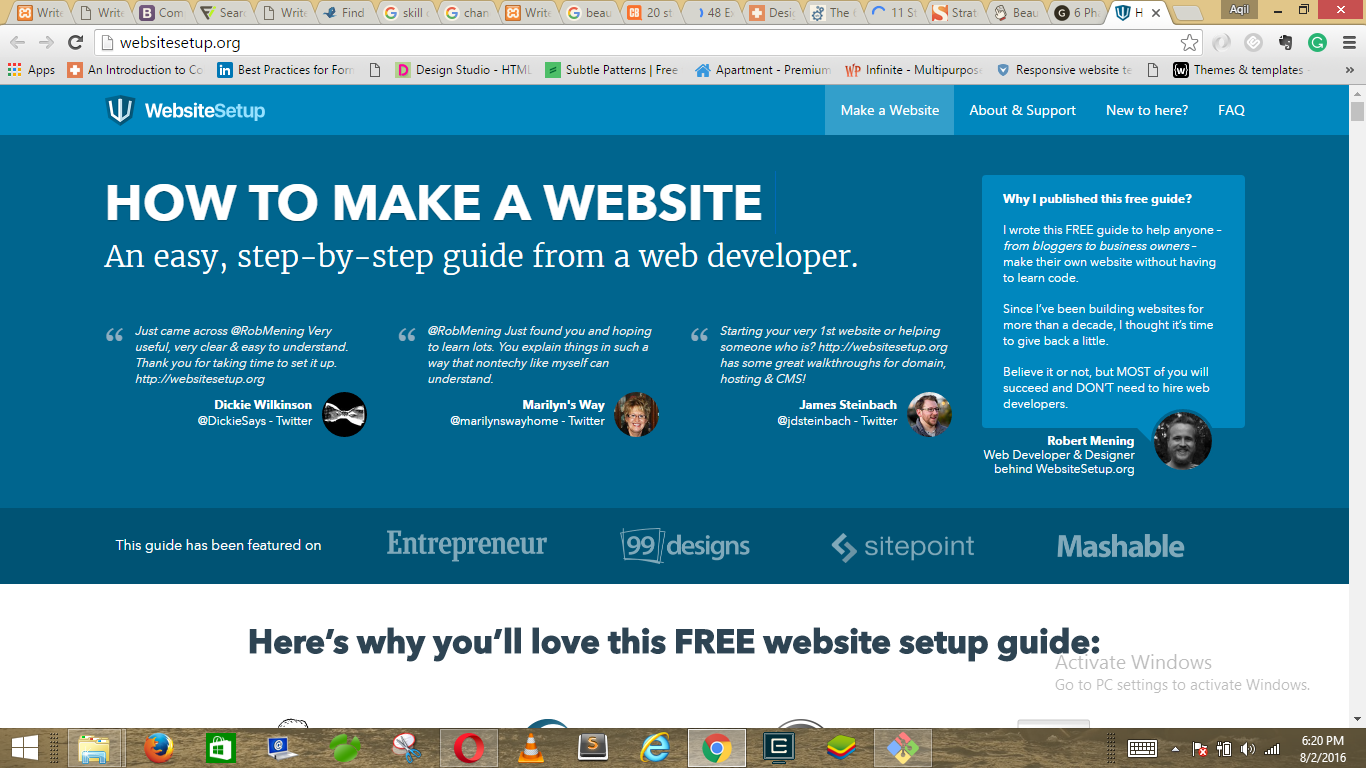 Write
Write
Com
Sear
Write
Find
skill
chan
Write
beau
20 st
48 E
Desi
The
11 S
Strat
Beau
6 Ph
H
Aqil
websitesetup.org
Apps
An Introduction to Co
Best Practices for For
Design Studio - HTML
Subtle Patterns | Free
Apartment - Premium
Infinite - Multipurpos
Responsive website te
Themes & templates
WebsiteSetup
Make a Website
About & Support
New to here?
FAQ
HOW TO MAKE A WEBSITE
An easy, step-by-step guide from a web developer.
Just came across @RobMening Very
useful, very clear & easy to understand.
Thank you for taking time to set it up.
http://websitesetup.org
Dickie Wilkinson
@DickieSays - Twitter
@RobMening Just found you and hoping
to learn lots. You explain things in such a
way that nontechy like myself can
understand.
Marilyn's Way
@marilynswayhome - Twitter
Starting your very 1st website or helping
someone who is? http://websitesetup.org
has some great walkthroughs for domain,
hosting & CMS!
James Steinbach
@jdsteinbach - Twitter
Why I published this free guide?
I wrote this FREE guide to help anyone –
from bloggers to business owners –
make their own website without having
to learn code.
Since I've been building websites for
more than a decade, I thought it's time
to give back a little.
Believe it or not, but MOST of you will
succeed and DON'T need to hire web
developers.
Robert Mening
Web Developer & Designer
behind WebsiteSetup.org
This guide has been featured on
Entrepreneur
99designs
sitepoint
Mashable
Here's why you'll love this FREE website setup guide:
Activate Windows
Go to PC settings to activate Windows.
6:20 PM
8/2/2016